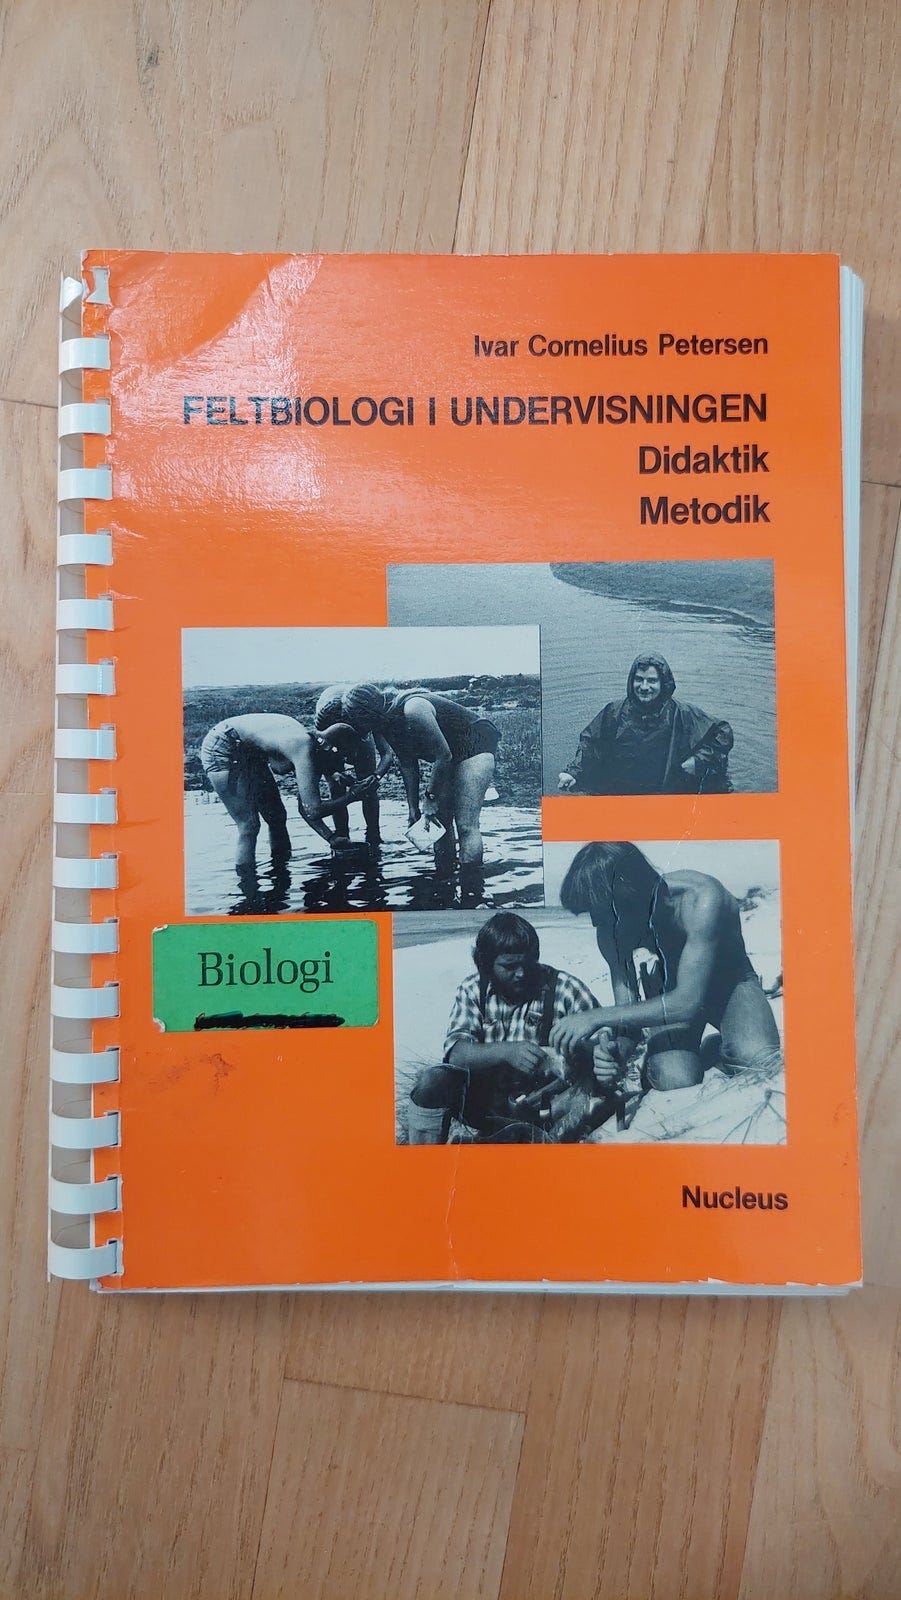 Ivar Cornelius Petersen
FELTBIOLOGI I UNDERVISNINGEN
Didaktik
Metodik
Biologi
Nucleus